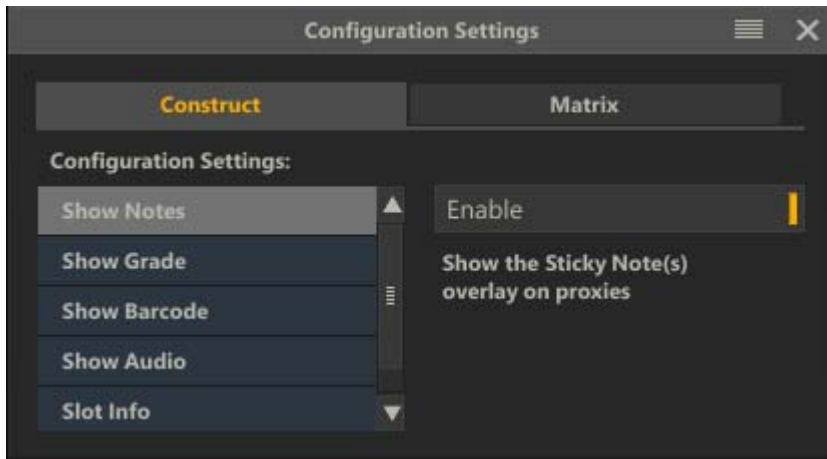 Configuration Settings
Construct
Matrix
Configuration Settings:
Show Notes
Show Grade
Show Barcode
Show Audio
Slot Info
Enable
Show the Sticky Note(s)
overlay on proxies